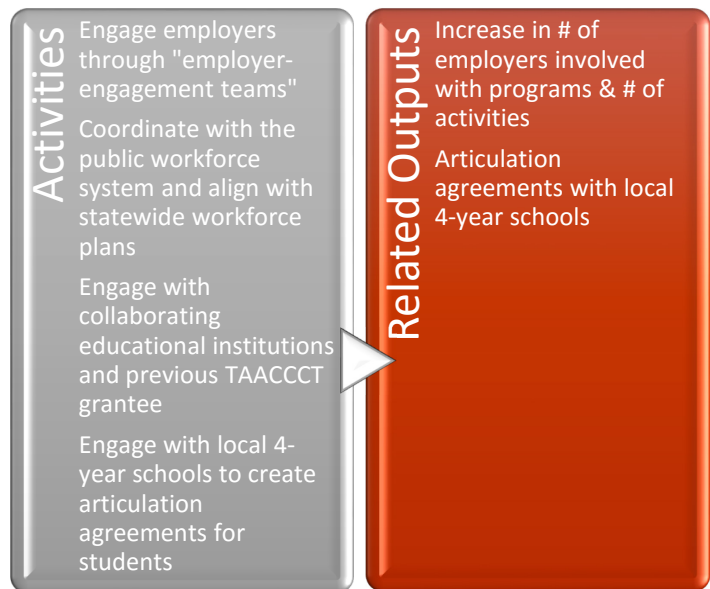 Activities
Engage employers
through "employer-
engagement teams"
Coordinate with the
public workforce
system and align with
statewide workforce
plans
Engage with
collaborating
educational institutions
and previous TAACCCT
grantee
Engage with local 4-
year schools to create
articulation
agreements for
students
Related Outputs
Increase in # of
employers involved
with programs & # of
activities
Articulation
agreements with local
4-year schools